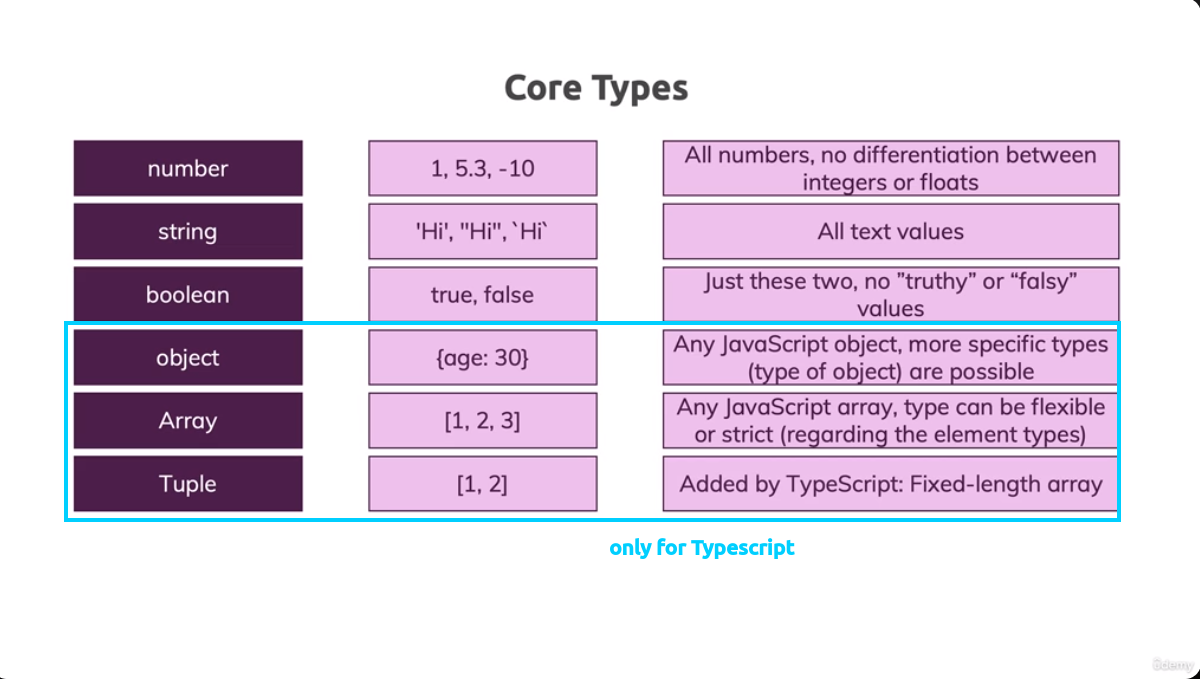 Core Types
number
1, 5.3, -10
All numbers, no differentiation between
integers or floats
string
'Hi', "Hi", `Hi`
All text values
boolean
true, false
Just these two, no ”truthy” or “falsy”
values
object
{age: 30}
Any JavaScript object, more specific types
(type of object) are possible
Array
[1, 2, 3]
Any JavaScript array, type can be flexible
or strict (regarding the element types)
Tuple
[1, 2]
Added by TypeScript: Fixed-length array
only for Typescript
ûdemy